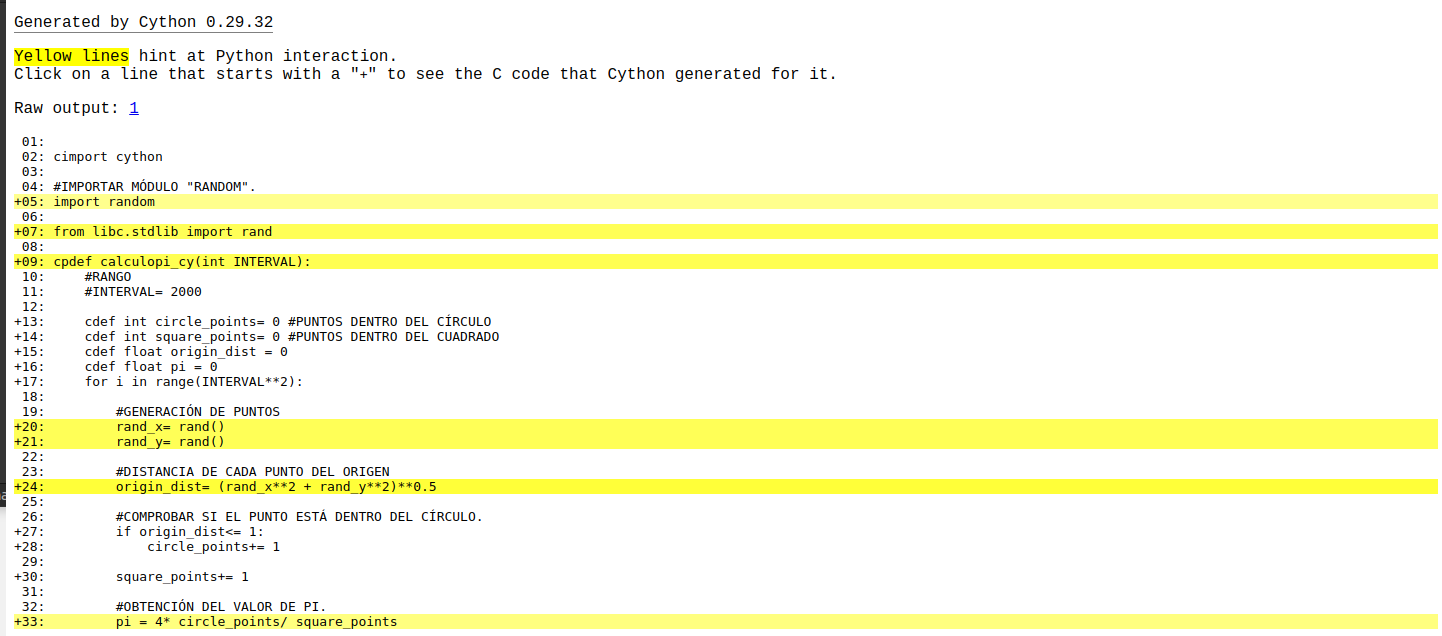 Generated by Cython 0.29.32
Yellow lines hint at Python interaction.
Click on a line that starts with a "+" to see the C code that Cython generated for it.
Raw output: 1
01:
02: cimport cython
03:
04: #IMPORTAR MÓDULO "RANDOM".
+05: import random
06:
+07: from libc.stdlib import rand
08:
+09: cpdef calculopi_cy(int INTERVAL):
10:     #RANGO
11:     #INTERVAL= 2000
12:
+13:     cdef int circle_points= 0 #PUNTOS DENTRO DEL CÍRCULO
+14:     cdef int square_points= 0 #PUNTOS DENTRO DEL CUADRADO
+15:     cdef float origin_dist = 0
+16:     cdef float pi = 0
+17:     for i in range(INTERVAL**2):
18:
19:         #GENERACIÓN DE PUNTOS
+20:         rand_x= rand()
+21:         rand_y= rand()
22:
23:         #DISTANCIA DE CADA PUNTO DEL ORIGEN
+24:         origin_dist= (rand_x**2 + rand_y**2)**0.5
25:
26:         #COMPROBAR SI EL PUNTO ESTÁ DENTRO DEL CÍRCULO.
+27:         if origin_dist<= 1:
+28:             circle_points+= 1
29:
+30:         square_points+= 1
31:
32:         #OBTENCIÓN DEL VALOR DE PI.
+33:         pi = 4* circle_points/ square_points